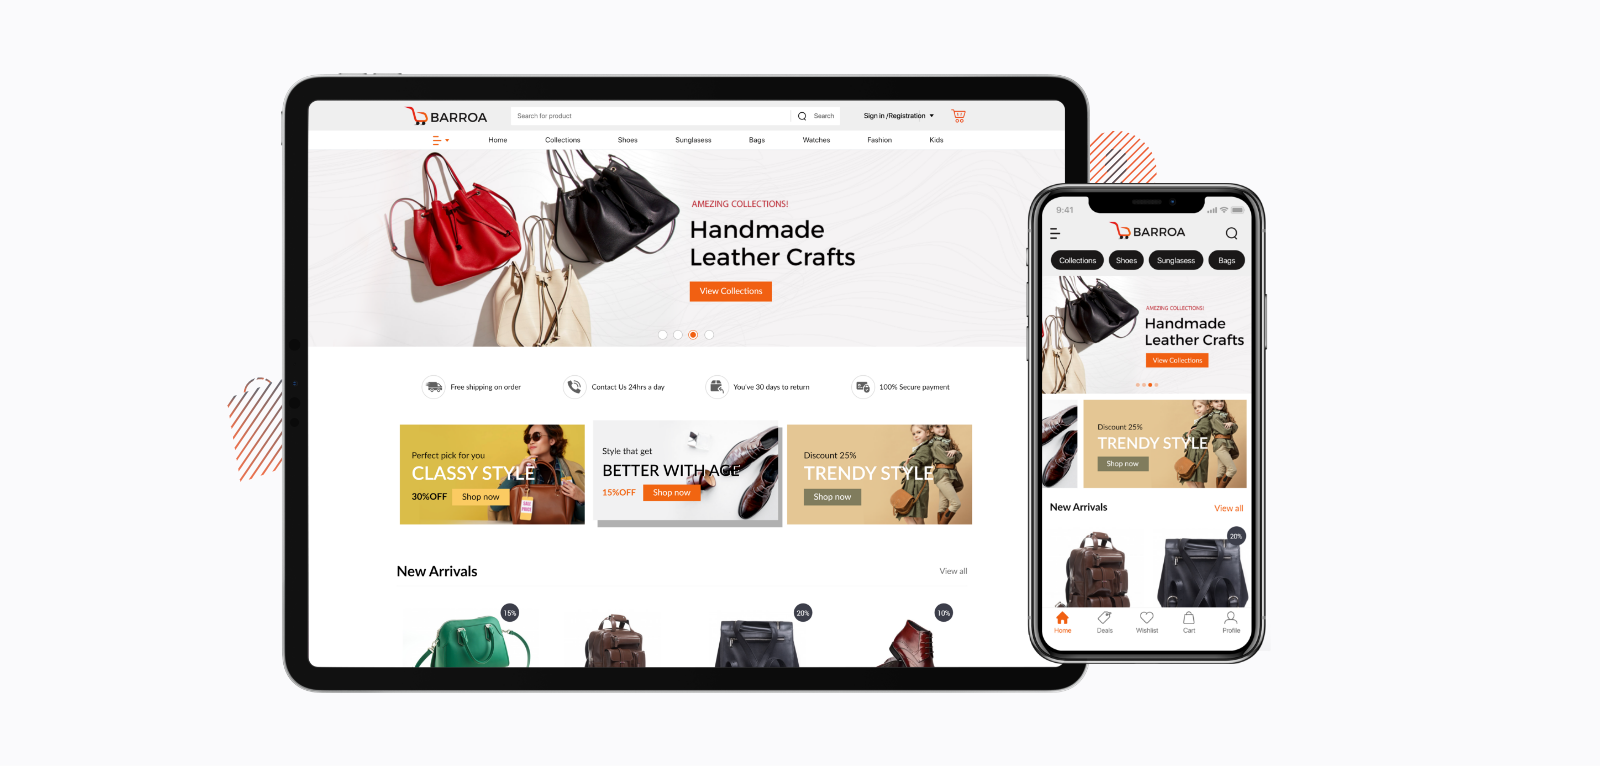 BARROA
Search for product
Search
Sign in /Registration
Home Collections Shoes Sunglasess Bags Watches Fashion Kids
AMEZING COLLECTIONS!
Handmade
Leather Crafts
View Collections
Free shipping on order
Contact Us 24hrs a day
You've 30 days to return
100% Secure payment
Perfect pick for you
CLASSY STYLE
30%OFF Shop now
Style that get
BETTER WITH AGE
15%OFF Shop now
Discount 25%
TRENDY STYLE
Shop now
New Arrivals
View all
15%
20%
10%
9:41
BARROA
Collections Shoes Sunglasess Bags
AMEZING COLLECTIONS!
Handmade
Leather Crafts
View Collections
Discount 25%
TRENDY STYLE
Shop now
New Arrivals
View all
20%
Home Deals Wishlist Cart Profile